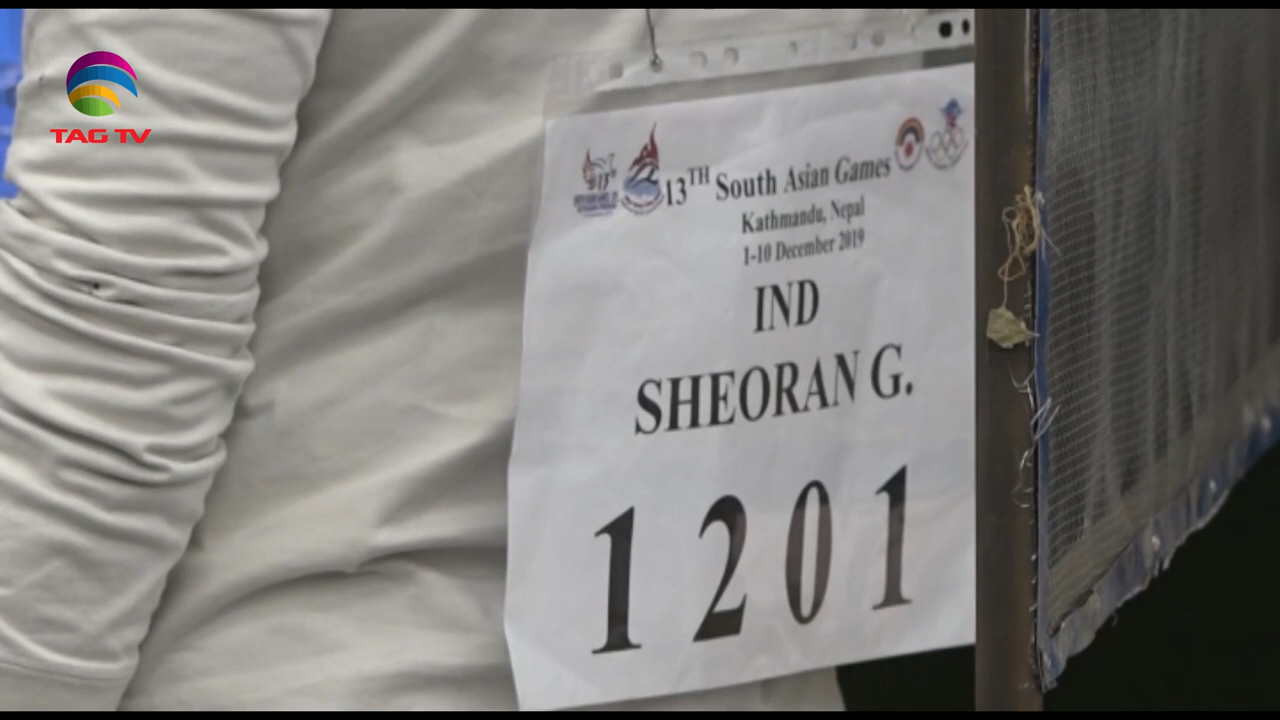 TAG TV
13TH South Asian Games
Kathmandu, Nepal
1-10 December 2019
IND
SHEORAN G.
1201